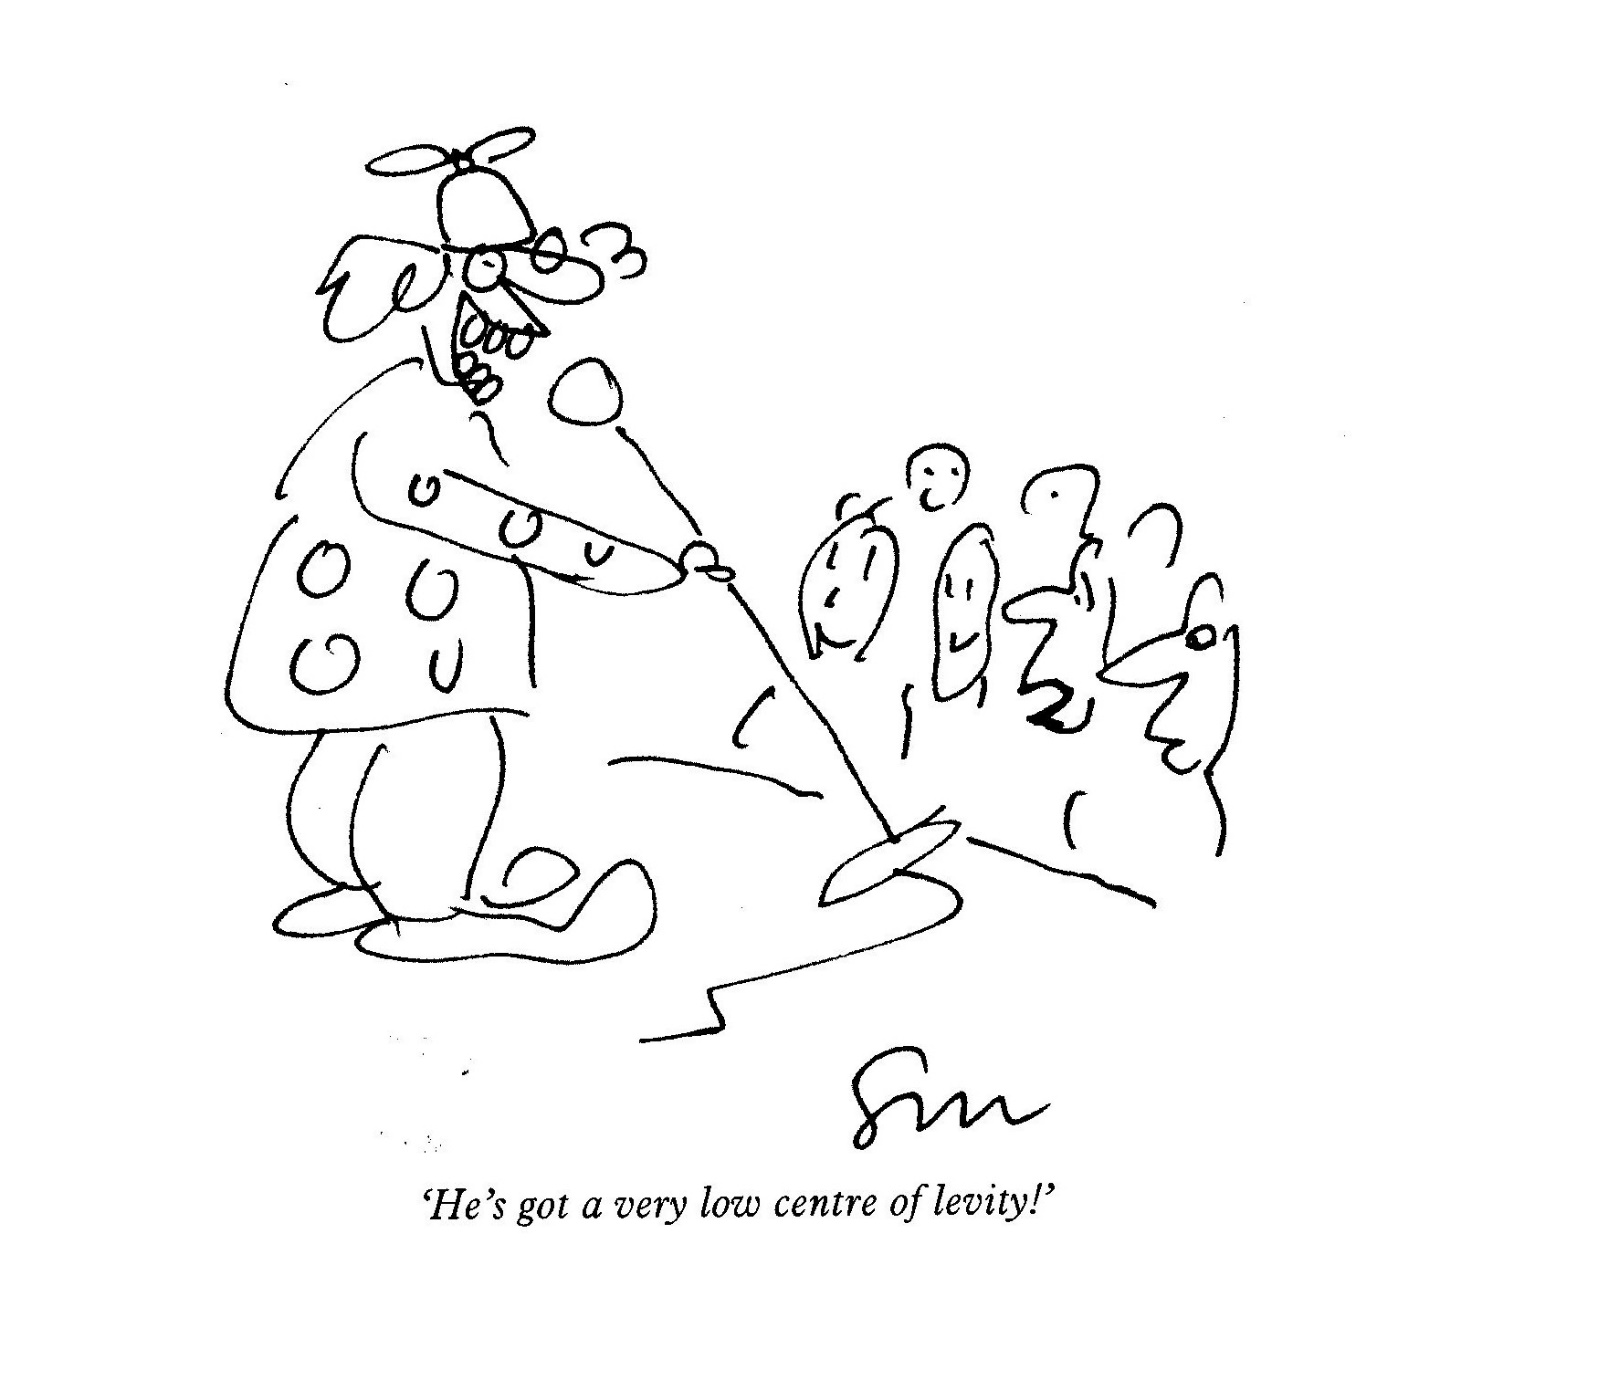 ‘He’s got a very low centre of levity!’